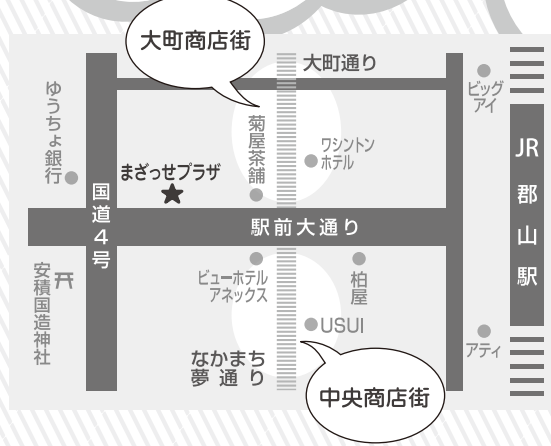 大町商店街
大町通り
ゆうちょ銀行
ビッグ
アイ
菊屋茶舗
ワシントン
ホテル
まざっせプラザ
★
国道4号
JR郡山駅
駅前大通り
安積国造神社
ビューホテル
アネックス
柏屋
USUI
アティ
なかまち
夢通り
中央商店街